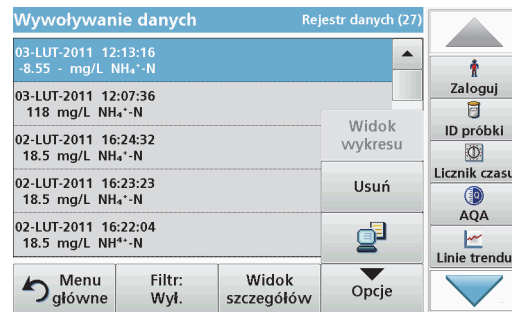 Wywoływanie danych
Rejestr danych (27)
03-LUT-2011 12:13:16
-8.55 - mg/L NH₄⁺-N
03-LUT-2011 12:07:36
118 mg/L NH₄⁺-N
02-LUT-2011 16:24:32
18.5 mg/L NH₄⁺-N
02-LUT-2011 16:23:23
18.5 mg/L NH₄⁺-N
02-LUT-2011 16:22:04
18.5 mg/L NH⁴⁺-N
Widok
wykresu
Usuń
Menu
główne
Filtr:
Wył.
Widok
szczegółów
Opcje
Zaloguj
ID próbki
Licznik czasu
AQA
Linie trendu